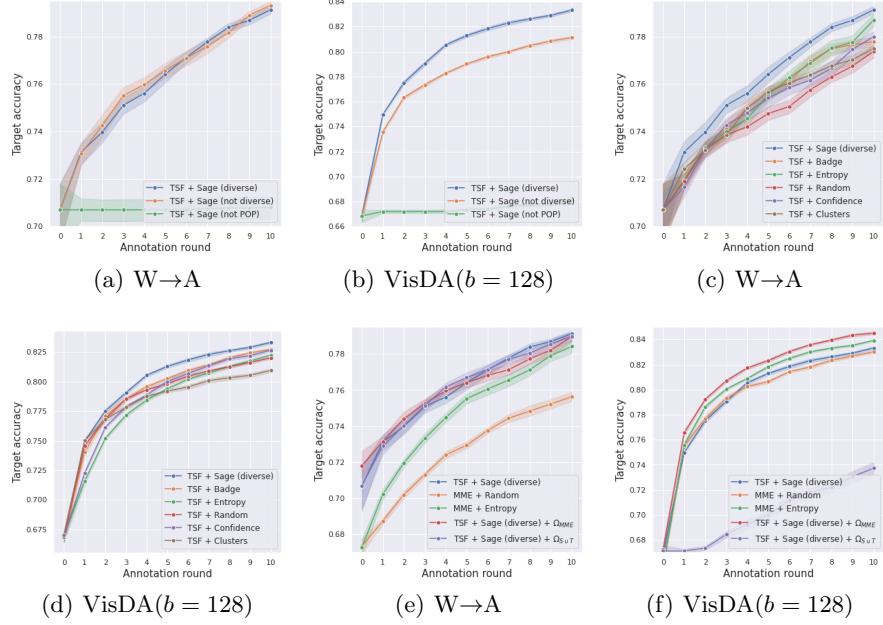 0.78
0.76
0.74
0.72
0.70
Target accuracy
TSF + Sage (diverse)
TSF + Sage (not diverse)
TSF + Sage (not POP)
0 1 2 3 4 5 6 7 8 9 10
Annotation round
(a) W→A
0.84
0.82
0.80
0.78
0.76
0.74
0.72
0.70
0.68
0.66
Target accuracy
TSF + Sage (diverse)
TSF + Sage (not diverse)
TSF + Sage (not POP)
0 1 2 3 4 5 6 7 8 9 10
Annotation round
(b) VisDA(b = 128)
0.78
0.76
0.74
0.72
0.70
Target accuracy
TSF + Sage (diverse)
TSF + Badge
TSF + Entropy
TSF + Random
TSF + Confidence
TSF + Clusters
0 1 2 3 4 5 6 7 8 9 10
Annotation round
(c) W→A
0.825
0.800
0.775
0.750
0.725
0.700
0.675
Target accuracy
TSF + Sage (diverse)
TSF + Badge
TSF + Entropy
TSF + Random
TSF + Confidence
TSF + Clusters
0 1 2 3 4 5 6 7 8 9 10
Annotation round
(d) VisDA(b = 128)
0.78
0.76
0.74
0.72
0.70
0.68
Target accuracy
TSF + Sage (diverse)
MME + Random
MME + Entropy
TSF + Sage (diverse) + Ω_MME
TSF + Sage (diverse) + Ω_S∪T
0 1 2 3 4 5 6 7 8 9 10
Annotation round
(e) W→A
0.84
0.82
0.80
0.78
0.76
0.74
0.72
0.70
0.68
Target accuracy
TSF + Sage (diverse)
MME + Random
MME + Entropy
TSF + Sage (diverse) + Ω_MME
TSF + Sage (diverse) + Ω_S∪T
0 1 2 3 4 5 6 7 8 9 10
Annotation round
(f) VisDA(b = 128)